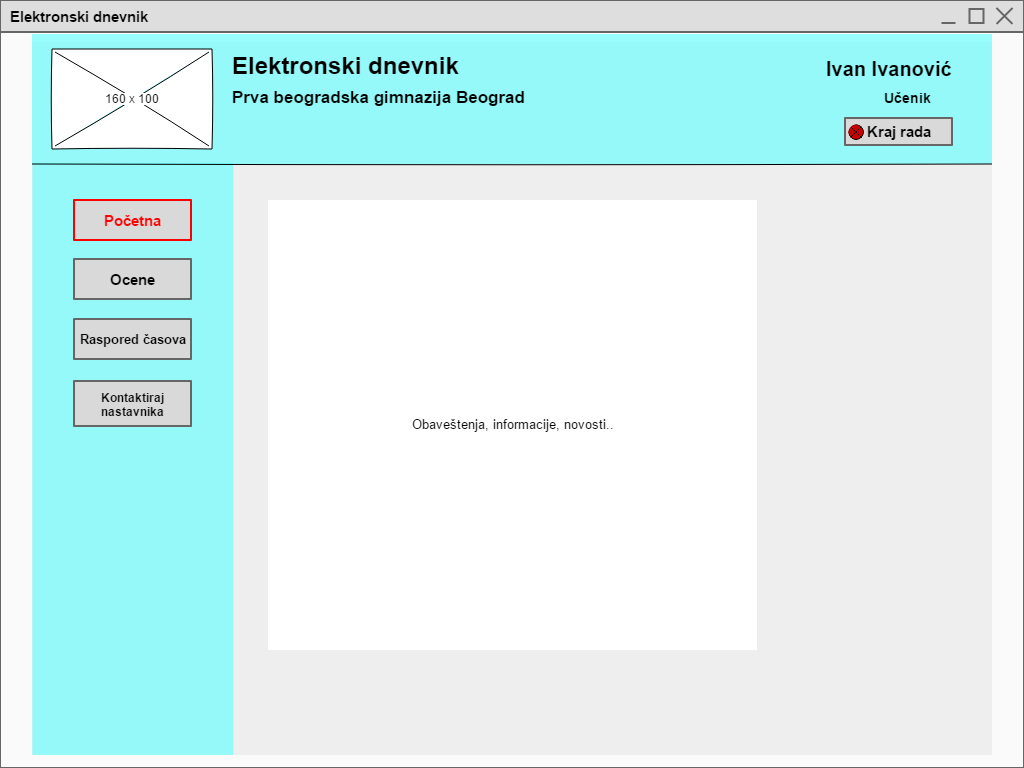 Elektronski dnevnik
160 x 100
Elektronski dnevnik
Prva beogradska gimnazija Beograd
Ivan Ivanović
Učenik
Kraj rada
Početna
Ocene
Raspored časova
Kontaktiraj
nastavnika
Obaveštenja, informacije, novosti..